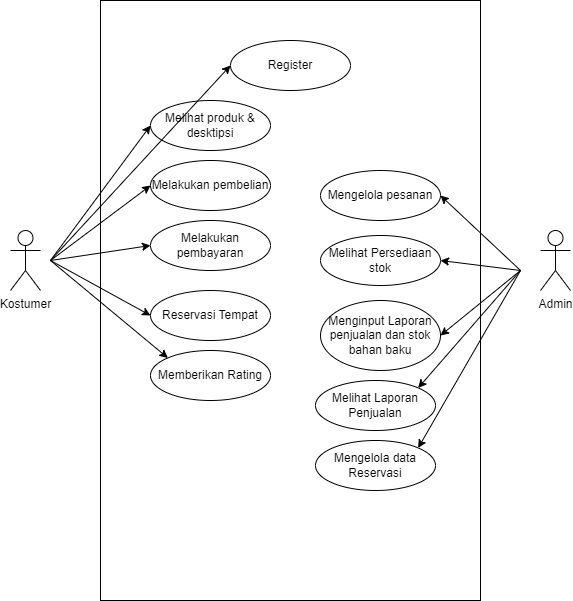 Register
Melihat produk &
desktipsi
Melakukan pembelian
Melakukan
pembayaran
Reservasi Tempat
Memberikan Rating
Kostumer
Mengelola pesanan
Melihat Persediaan
stok
Menginput Laporan
penjualan dan stok
bahan baku
Melihat Laporan
Penjualan
Mengelola data
Reservasi
Admin